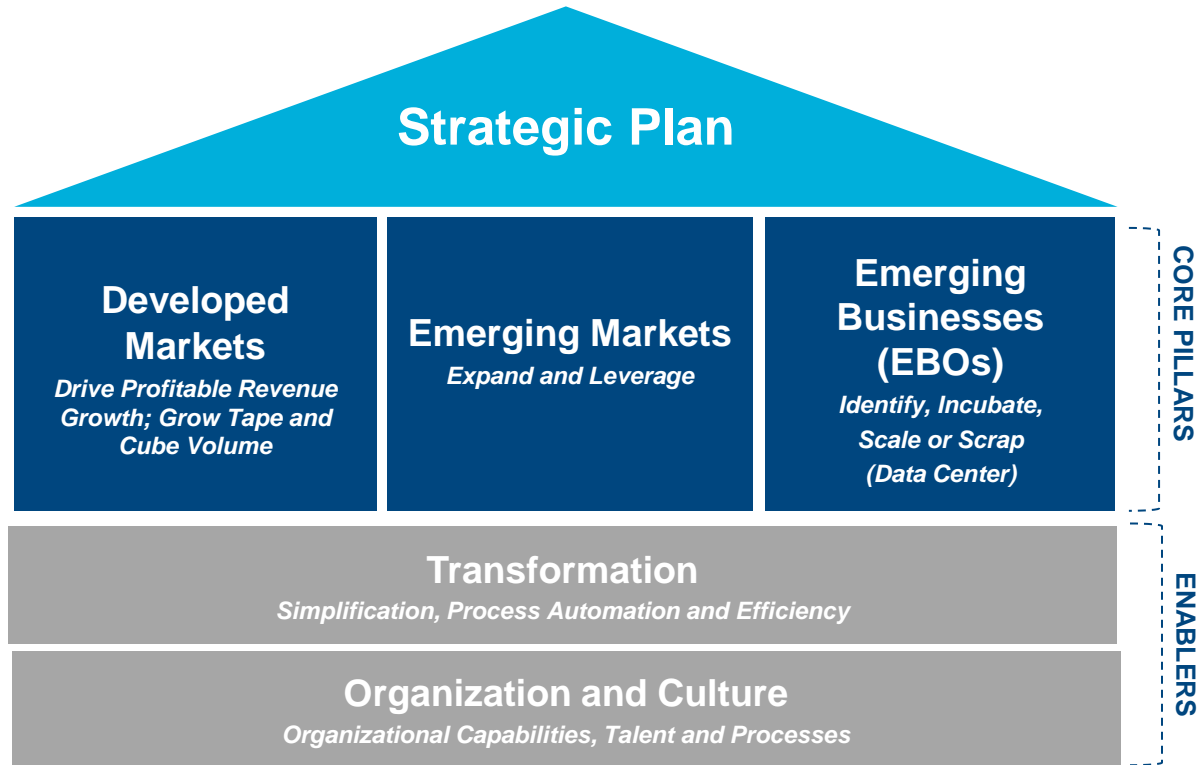 Strategic Plan
Developed
Markets
Drive Profitable Revenue
Growth; Grow Tape and
Cube Volume
Emerging Markets
Expand and Leverage
Emerging
Businesses
(EBOs)
Identify, Incubate,
Scale or Scrap
(Data Center)
CORE PILLARS
Transformation
Simplification, Process Automation and Efficiency
Organization and Culture
Organizational Capabilities, Talent and Processes
ENABLERS